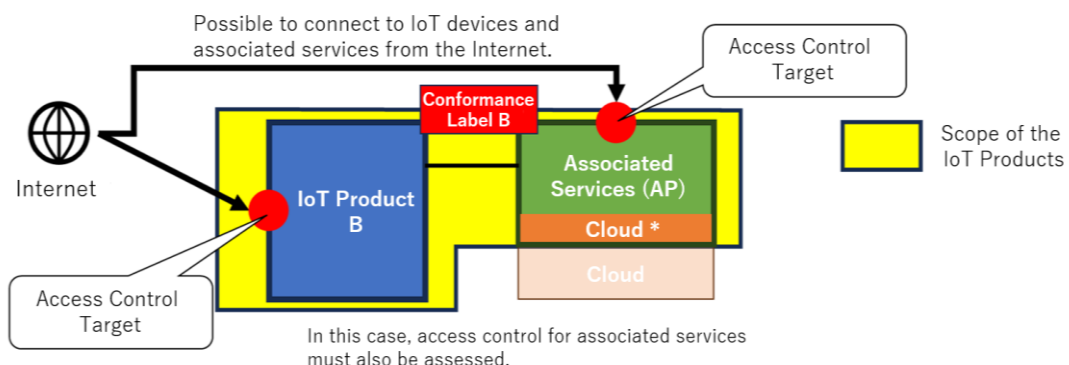 Possible to connect to IoT devices and
associated services from the Internet.
Access Control
Target
Conformance
Label B
Scope of the
IoT Products
Internet
IoT Product
B
Associated
Services (AP)
Cloud *
Cloud
Access Control
Target
In this case, access control for associated services
must also be assessed.